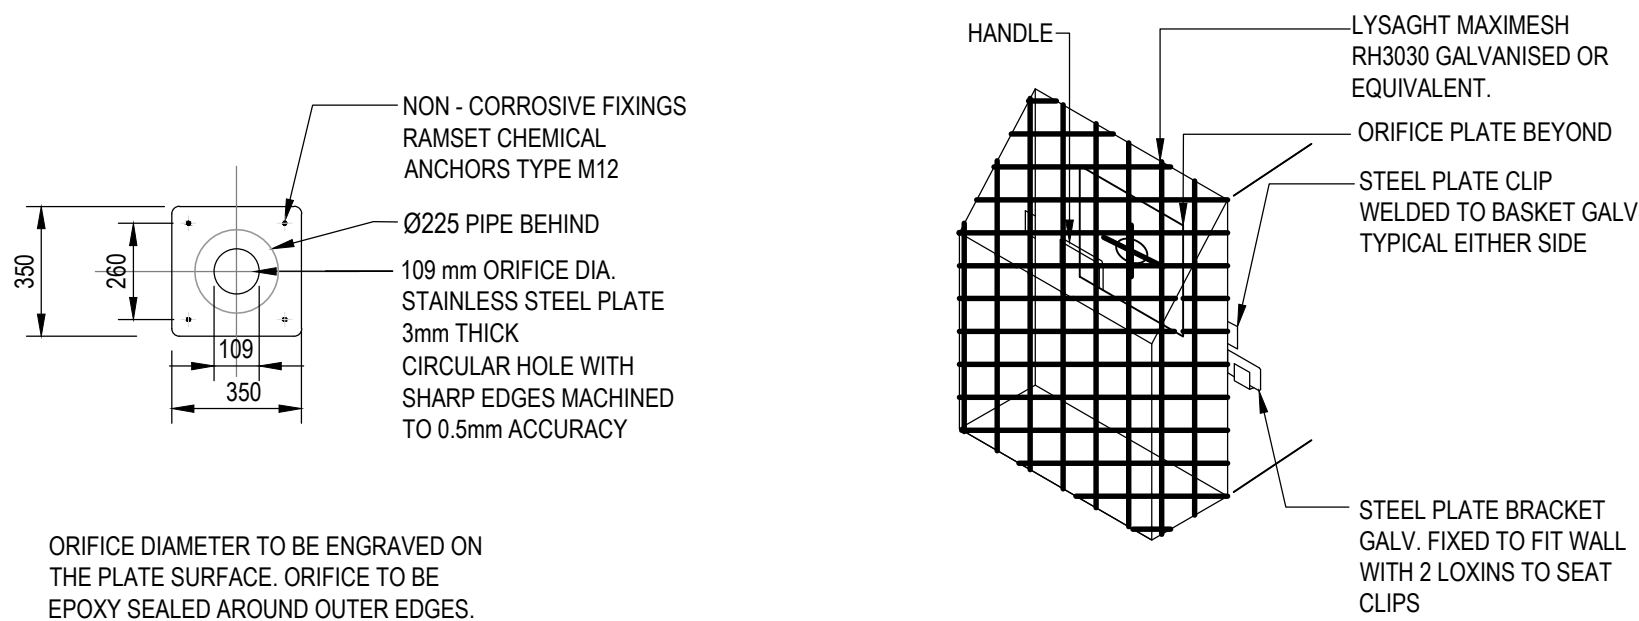 NON - CORROSIVE FIXINGS
RAMSET CHEMICAL
ANCHORS TYPE M12
Ø225 PIPE BEHIND
109 mm ORIFICE DIA.
STAINLESS STEEL PLATE
3mm THICK
CIRCULAR HOLE WITH
SHARP EDGES MACHINED
TO 0.5mm ACCURACY
350
260
109
350
ORIFICE DIAMETER TO BE ENGRAVED ON
THE PLATE SURFACE. ORIFICE TO BE
EPOXY SEALED AROUND OUTER EDGES.
HANDLE
LYSAGHT MAXIMESH
RH3030 GALVANISED OR
EQUIVALENT.
ORIFICE PLATE BEYOND
STEEL PLATE CLIP
WELDED TO BASKET GALV
TYPICAL EITHER SIDE
STEEL PLATE BRACKET
GALV. FIXED TO FIT WALL
WITH 2 LOXINS TO SEAT
CLIPS